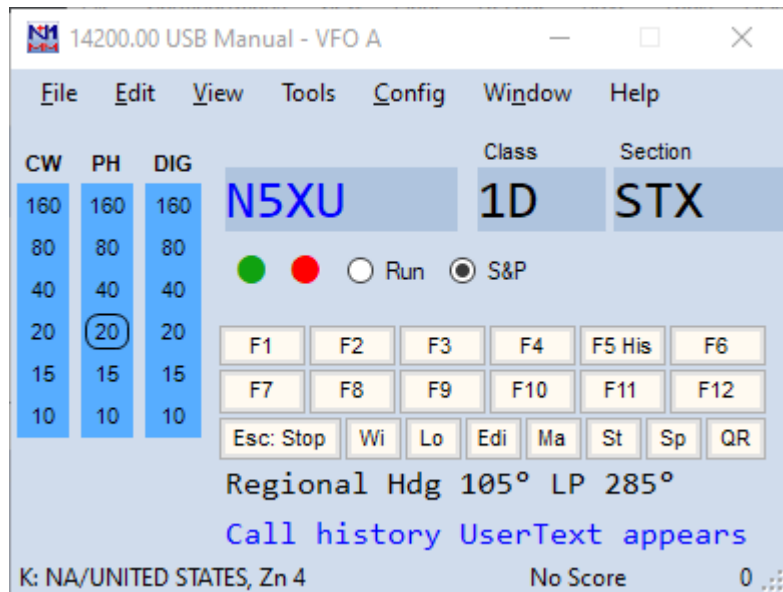 N1 MM 14200.00 USB Manual - VFO A
File Edit View Tools Config Window Help
Class Section
CW PH DIG
N5XU 1D STX
160 160 160
80 80 80
Run S&P
40 40 40
20 20 20
F1 F2 F3 F4 F5 His F6
15 15 15
F7 F8 F9 F10 F11 F12
10 10 10
Esc: Stop Wi Lo Edi Ma St Sp QR
Regional Hdg 105° LP 285°
Call history UserText appears
K: NA/UNITED STATES, Zn 4 No Score 0